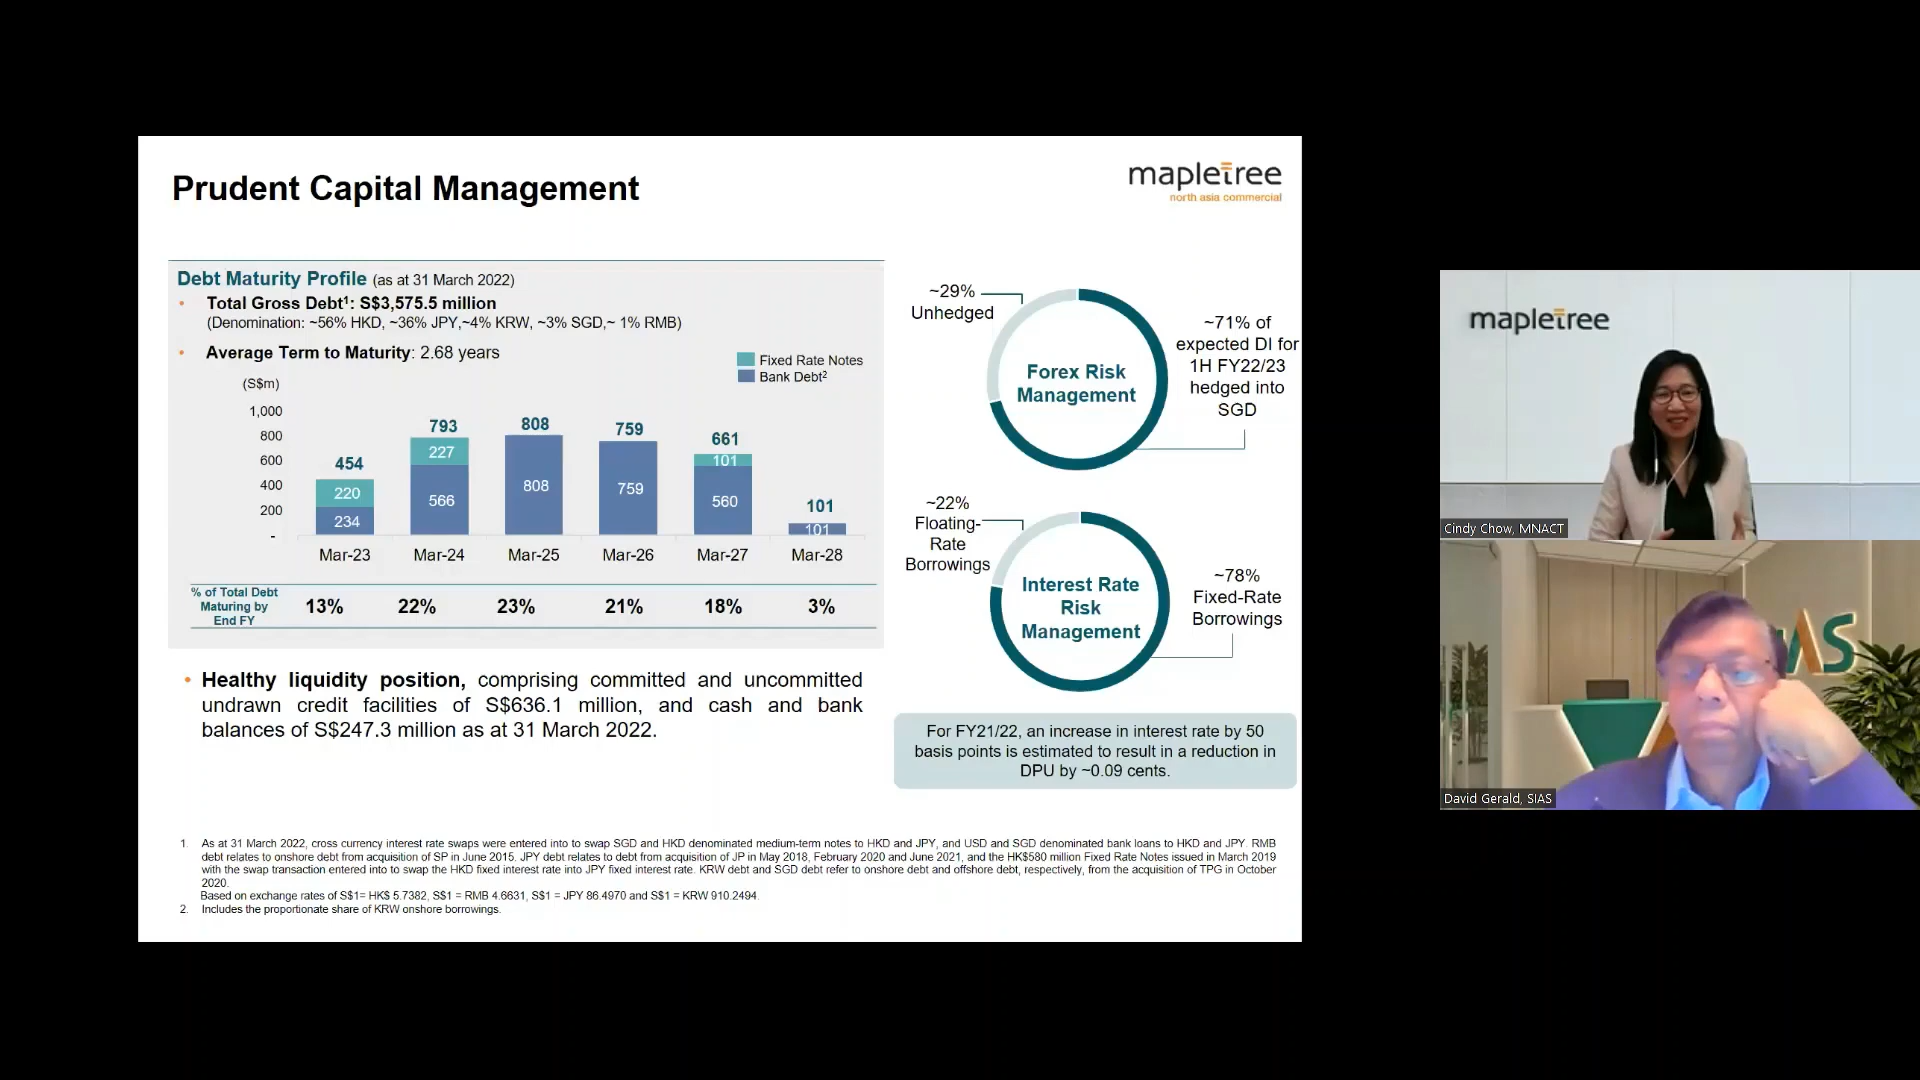 Prudent Capital Management
mapletree
north asia commercial
Debt Maturity Profile (as at 31 March 2022)
• Total Gross Debt¹: S$3,575.5 million
(Denomination: ~56% HKD, ~36% JPY,~4% KRW, ~3% SGD,~ 1% RMB)
• Average Term to Maturity: 2.68 years
Fixed Rate Notes
Bank Debt²
(S$m)
1,000
800
600
400
200
-
454
220
234
793
227
566
808
808
759
759
661
101
560
101
101
Mar-23 Mar-24 Mar-25 Mar-26 Mar-27 Mar-28
% of Total Debt
Maturing by
End FY
13% 22% 23% 21% 18% 3%
• Healthy liquidity position, comprising committed and uncommitted
undrawn credit facilities of S$636.1 million, and cash and bank
balances of S$247.3 million as at 31 March 2022.
~29%
Unhedged
Forex Risk
Management
~71% of
expected DI for
1H FY22/23
hedged into
SGD
~22%
Floating-
Rate
Borrowings
Interest Rate
Risk
Management
~78%
Fixed-Rate
Borrowings
For FY21/22, an increase in interest rate by 50
basis points is estimated to result in a reduction in
DPU by ~0.09 cents.
1. As at 31 March 2022, cross currency interest rate swaps were entered into to swap SGD and HKD denominated medium-term notes to HKD and JPY, and USD and SGD denominated bank loans to HKD and JPY. RMB
debt relates to onshore debt from acquisition of SP in June 2015. JPY debt relates to debt from acquisition of JP in May 2018, February 2020 and June 2021, and the HK$580 million Fixed Rate Notes issued in March 2019
with the swap transaction entered into to swap the HKD fixed interest rate into JPY fixed interest rate. KRW debt and SGD debt refer to onshore debt and offshore debt, respectively, from the acquisition of TPG in October
2020.
Based on exchange rates of S$1= HK$ 5.7382, S$1 = RMB 4.6631, S$1 = JPY 86.4970 and S$1 = KRW 910.2494.
2. Includes the proportionate share of KRW onshore borrowings.
mapletree
Cindy Chow, MNACT
SIAS
David Gerald, SIAS